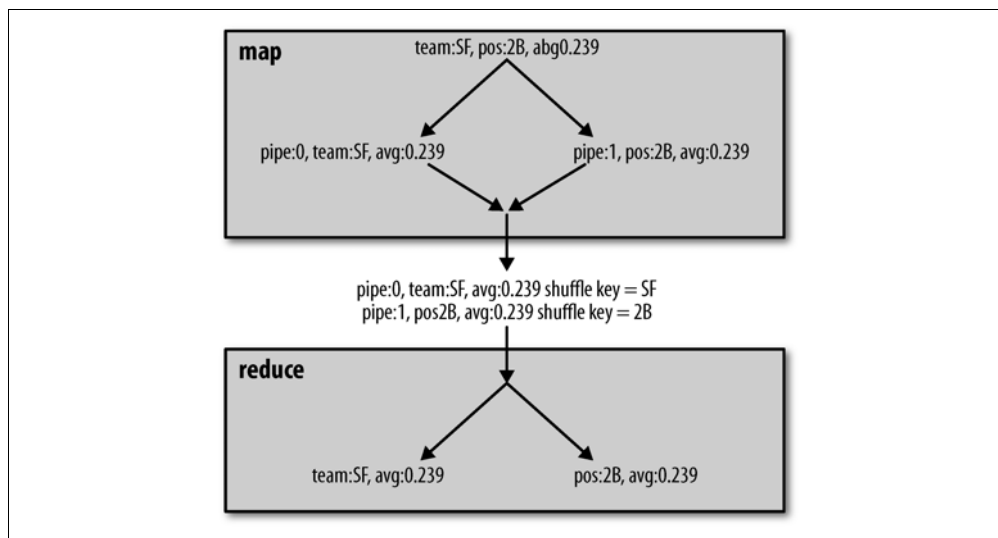 map
team:SF, pos:2B, abg0.239
pipe:0, team:SF, avg:0.239
pipe:1, pos:2B, avg:0.239
pipe:0, team:SF, avg:0.239 shuffle key = SF
pipe:1, pos2B, avg:0.239 shuffle key = 2B
reduce
team:SF, avg:0.239
pos:2B, avg:0.239